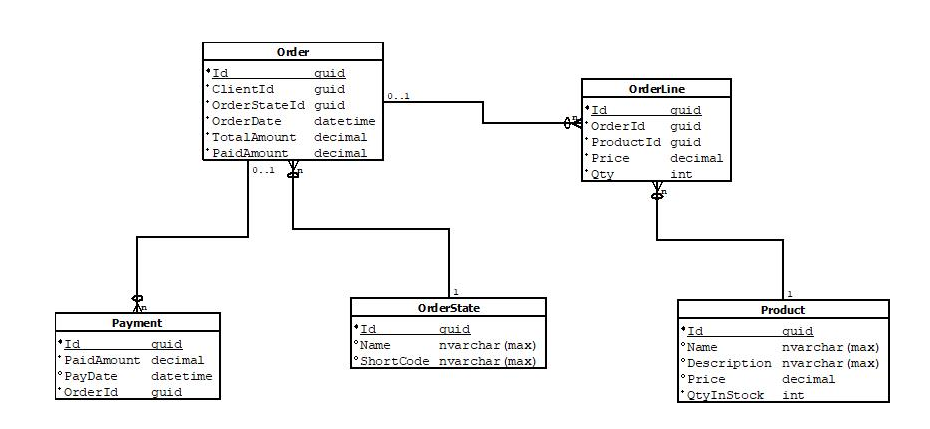 Order
Id guid
ClientId guid
OrderStateId guid
OrderDate datetime
TotalAmount decimal
PaidAmount decimal
0..1
0..1
n
n
OrderLine
Id guid
OrderId guid
ProductId guid
Price decimal
Qty int
n
n
Payment
Id guid
PaidAmount decimal
PayDate datetime
OrderId guid
1
OrderState
Id guid
Name nvarchar(max)
ShortCode nvarchar(max)
1
Product
Id guid
Name nvarchar(max)
Description nvarchar(max)
Price decimal
QtyInStock int